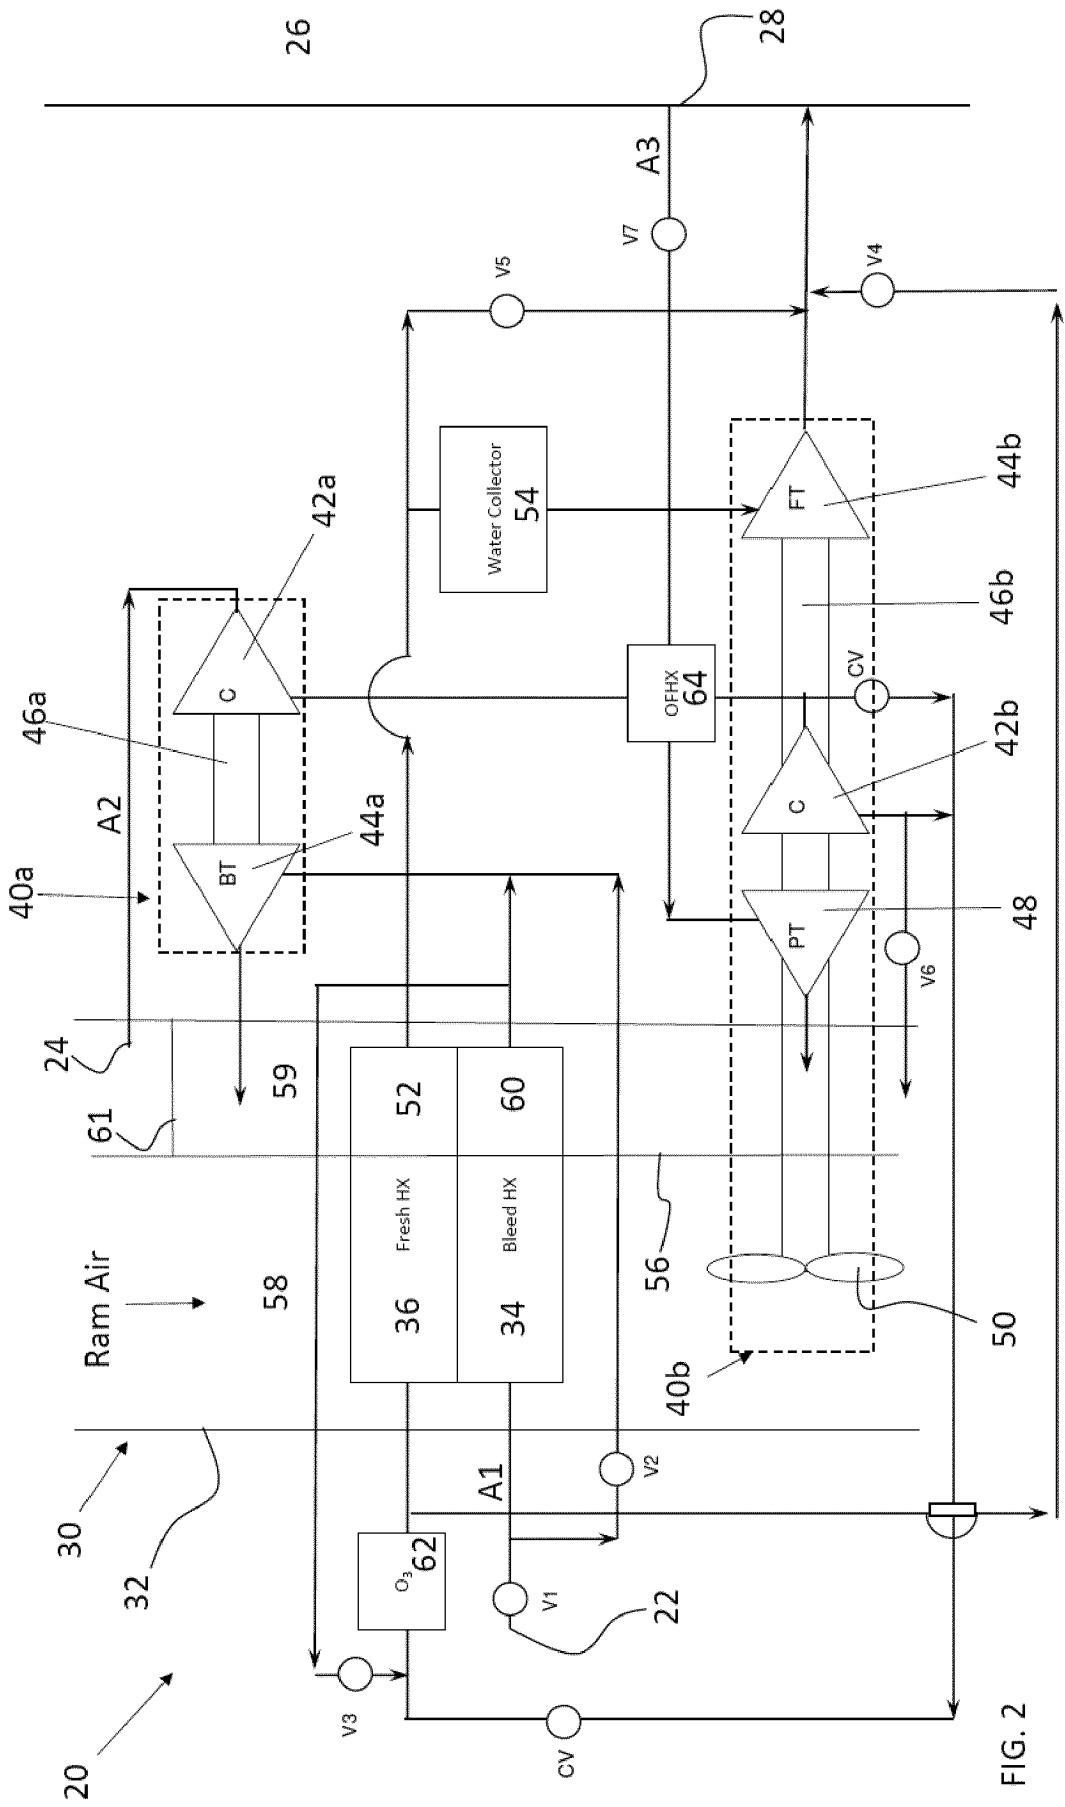 20
30
32
Ram Air
61
24
A2
40a
46a
42a
26
BT
C
44a
V3
58
59
O₃
62
36
Fresh HX
52
V5
Water Collector
54
CV
V1
A1
34
Bleed HX
60
22
V2
56
OFHX
64
V7
A3
28
40b
50
PT
48
V6
C
42b
CV
46b
FT
44b
V4
FIG. 2